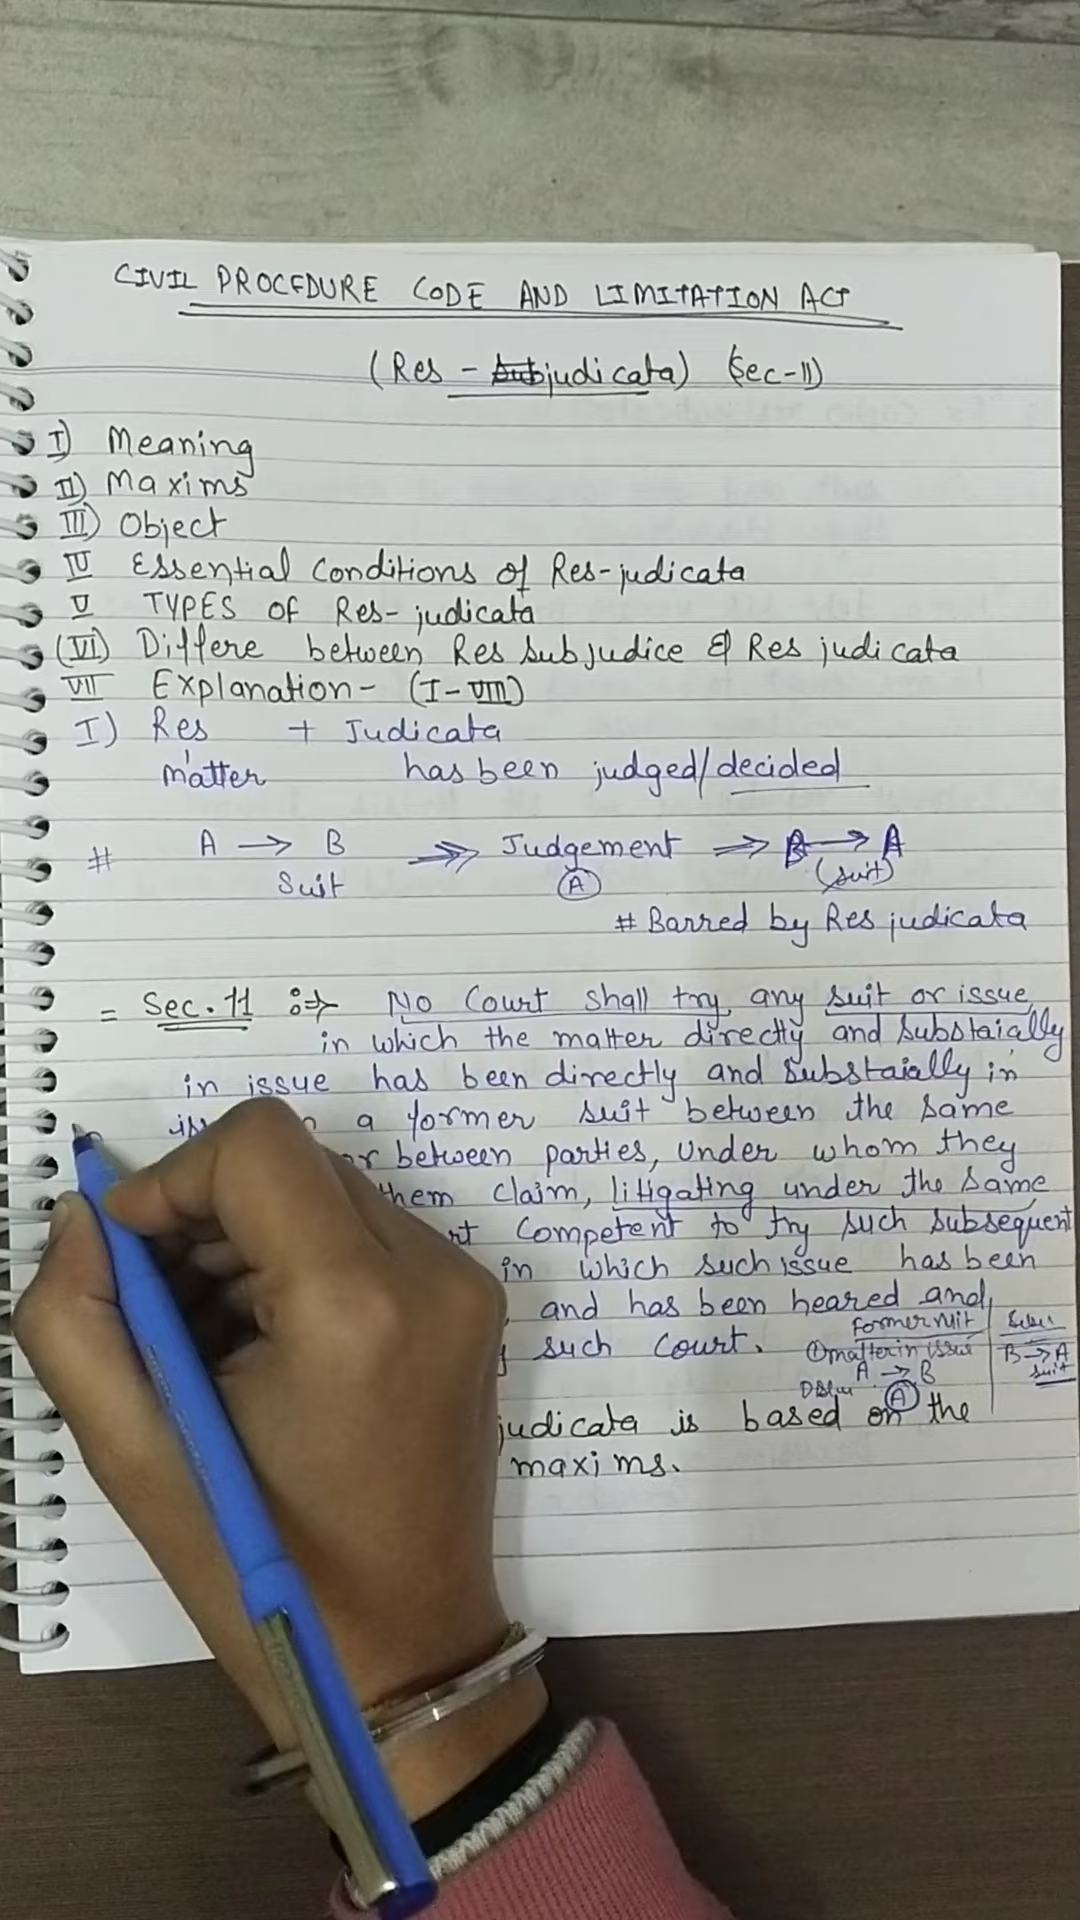 CIVIL PROCEDURE CODE AND LIMITATION ACT
(Res - judicata) (Sec-11)
I) Meaning
II) Maxims
III) Object
IV Essential Conditions of Res-judicata
V TYPES OF Res-judicata
(VI) Differe between Res Subjudice & Res judicata
VII Explanation- (I-VIII)
I) Res + Judicata
matter has been judged/decided
# A → B ⇒ Judgement ⇒ B → A
Suit (A) (suit)
# Barred by Res judicata
= Sec. 11 :⇒ No Court shall try any suit or issue
in which the matter directly and substaially
in issue has been directly and substaially in
a former suit between the same
or between parties, under whom they
them claim, litigating under the same
Competent to try such subsequent
in which such issue has been
and has been heared and
such Court.
Former suit
① matter in issue B → A
A → B suit
(A)
judicata is based on the
maxims.